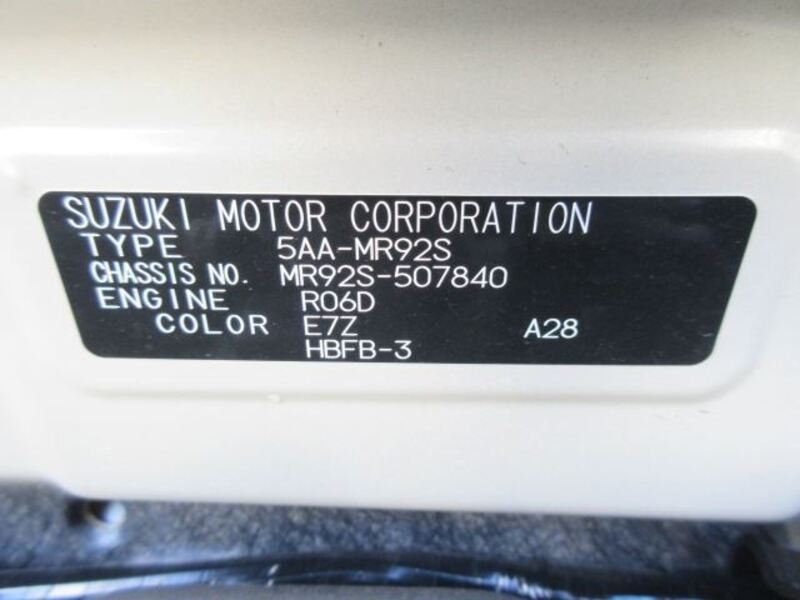 SUZUKI MOTOR CORPORATION
TYPE 5AA-MR92S
CHASSIS NO. MR92S-507840
ENGINE R06D
COLOR E7Z A28
HBFB-3